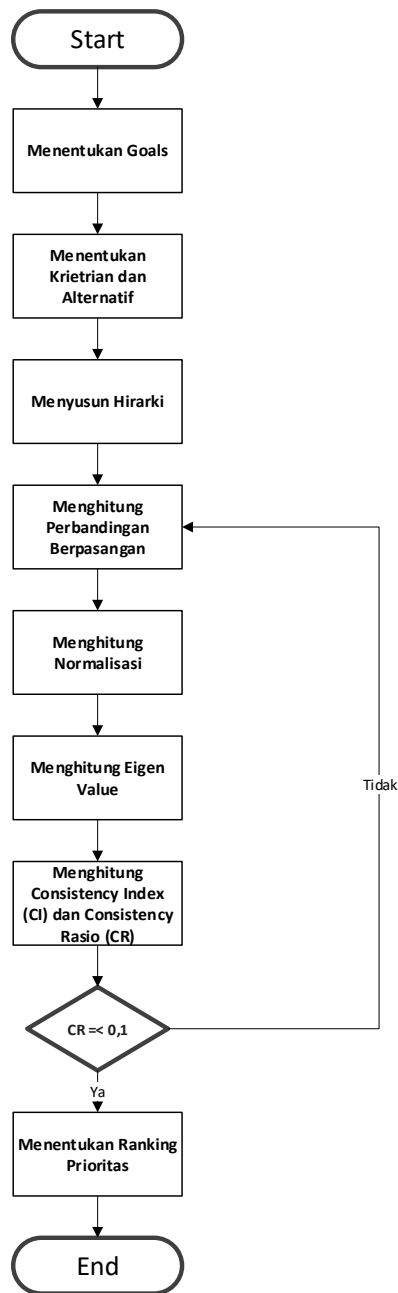 Start
Menentukan Goals
Menentukan
Krietrian dan
Alternatif
Menyusun Hirarki
Menghitung
Perbandingan
Berpasangan
Menghitung
Normalisasi
Menghitung Eigen
Value
Tidak
Menghitung
Consistency Index
(CI) dan Consistency
Rasio (CR)
CR =< 0,1
Ya
Menentukan Ranking
Prioritas
End